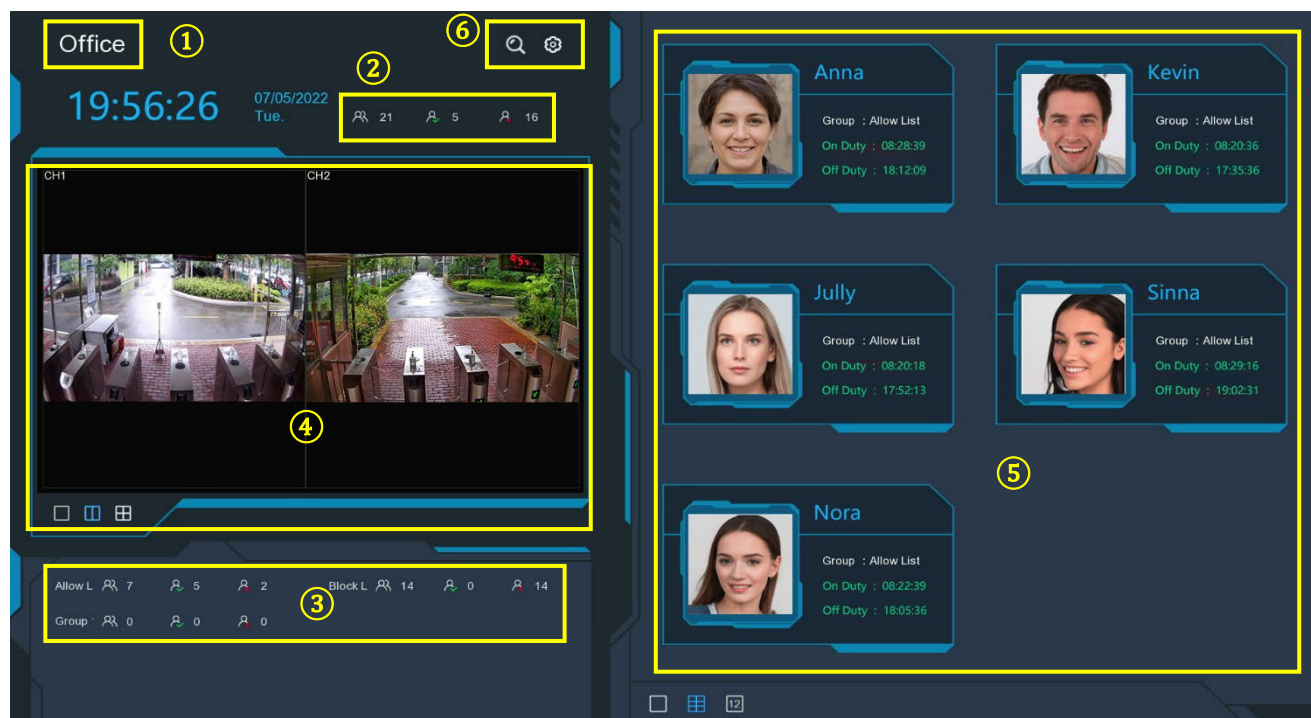 Office
①
⑥
②
19:56:26
07/05/2022
Tue.
21
5
16
CH1
CH2
④
Allow L
7
5
2
Block L
14
0
14
③
Group
0
0
0
Anna
Group : Allow List
On Duty : 08:28:39
Off Duty : 18:12:09
Kevin
Group : Allow List
On Duty : 08:20:36
Off Duty : 17:35:36
Jully
Group : Allow List
On Duty : 08:20:18
Off Duty : 17:52:13
Sinna
Group : Allow List
On Duty : 08:29:16
Off Duty : 19:02:31
⑤
Nora
Group : Allow List
On Duty : 08:22:39
Off Duty : 18:05:36
12